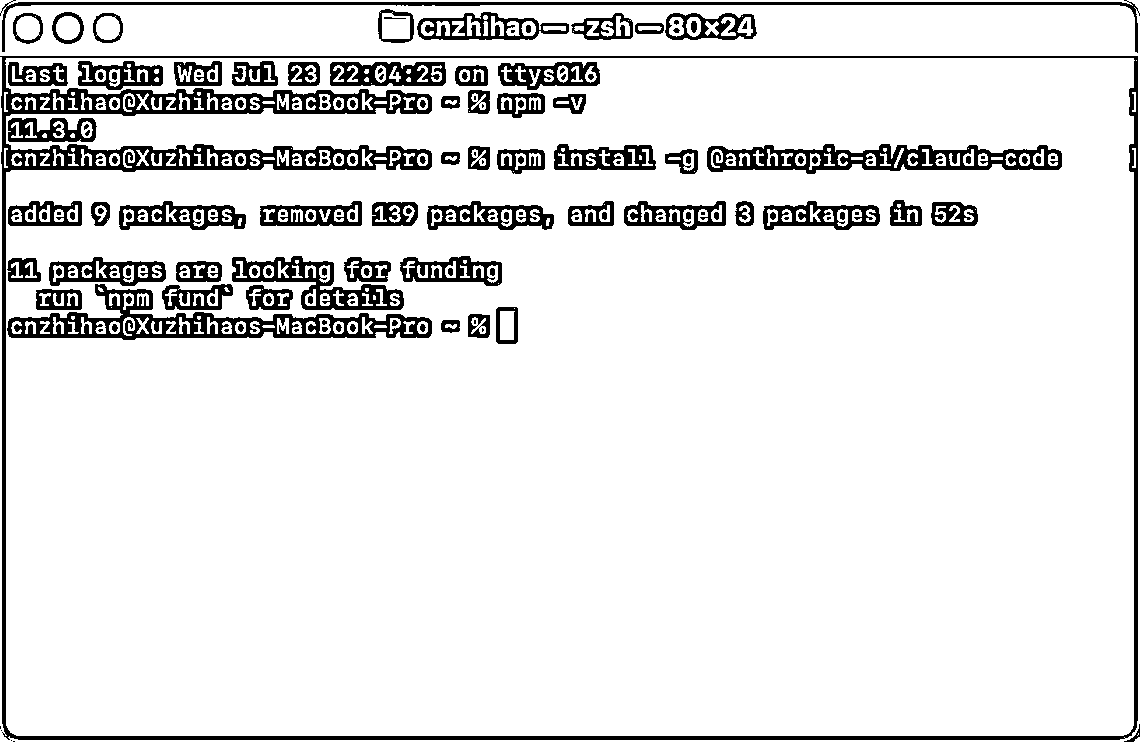 cnzhihao — -zsh — 80×24
Last login: Wed Jul 23 22:04:25 on ttys016
[cnzhihao@Xuzhihaos-MacBook-Pro ~ % npm -v ]
11.3.0
[cnzhihao@Xuzhihaos-MacBook-Pro ~ % npm install -g @anthropic-ai/claude-code ]
added 9 packages, removed 139 packages, and changed 3 packages in 52s
11 packages are looking for funding
  run `npm fund` for details
cnzhihao@Xuzhihaos-MacBook-Pro ~ %